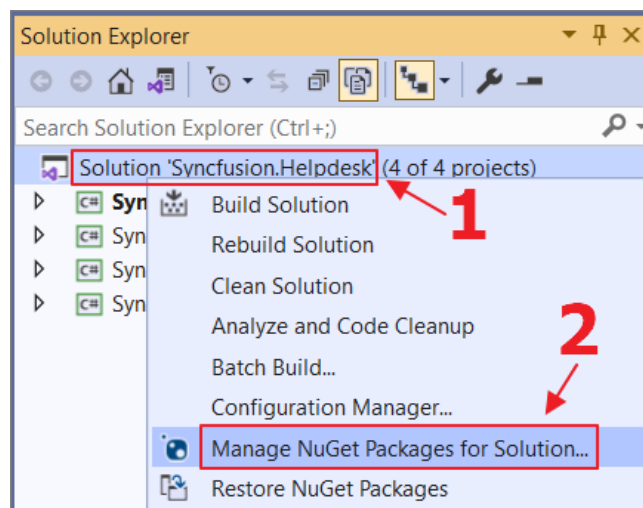 Solution Explorer
Search Solution Explorer (Ctrl+;)
Solution 'Syncfusion.Helpdesk' (4 of 4 projects)
1
C# Syn
Build Solution
C# Syn
Rebuild Solution
C# Syn
Clean Solution
C# Syn
Analyze and Code Cleanup
2
Batch Build...
Configuration Manager...
Manage NuGet Packages for Solution...
Restore NuGet Packages